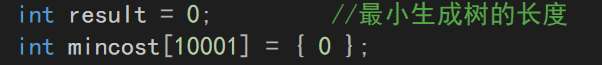 int result = 0;        //最小生成树的长度
int mincost[10001] = { 0 };